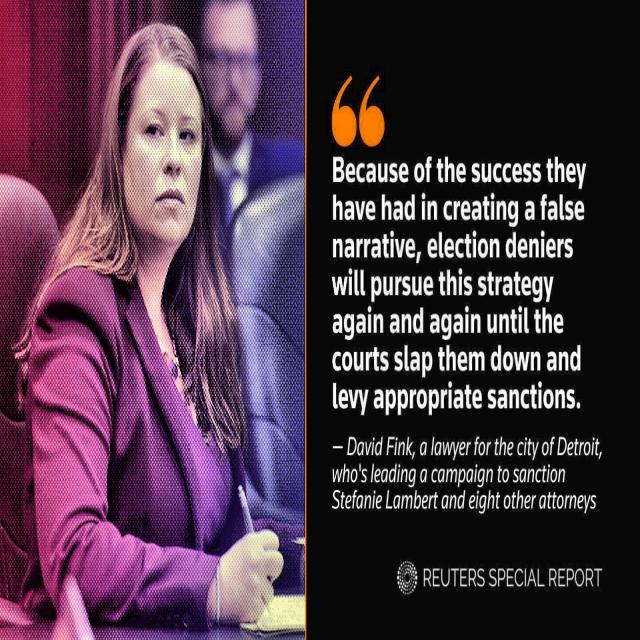 Because of the success they
have had in creating a false
narrative, election deniers
will pursue this strategy
again and again until the
courts slap them down and
levy appropriate sanctions.
— David Fink, a lawyer for the city of Detroit,
who's leading a campaign to sanction
Stefanie Lambert and eight other attorneys
REUTERS SPECIAL REPORT